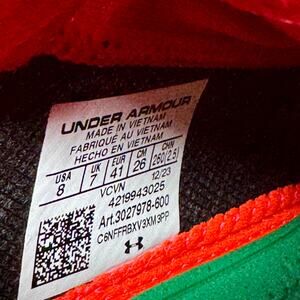 UNDER ARMOUR
MADE IN VIETNAM
FABRIQUÉ AU VIETNAM
HECHO EN VIETNAM
USA UK EUR CM CHN
8 7 41 26 260(2.5)
VCVN 12/23
4219943025
Art.3027978-600
C6NFFRBXV3XM3PP